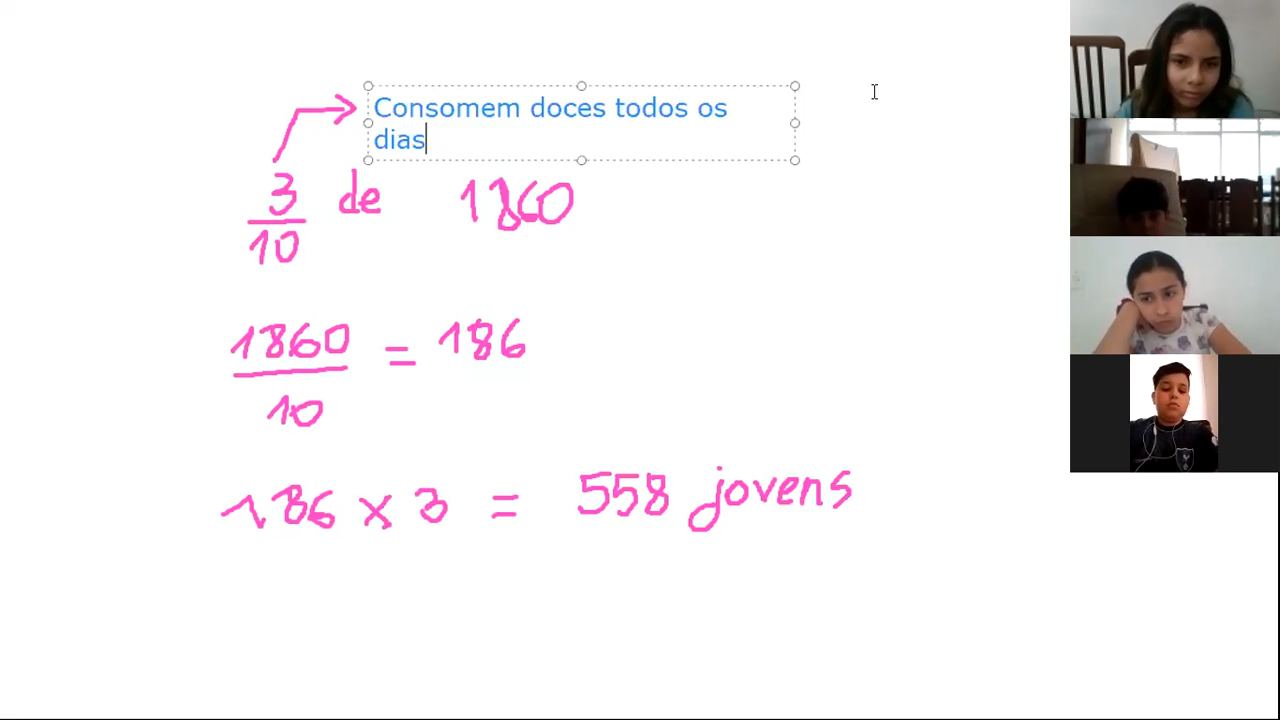 Consomem doces todos os
dias
3/10 de 1860
1860/10 = 186
186 x 3 = 558 jovens